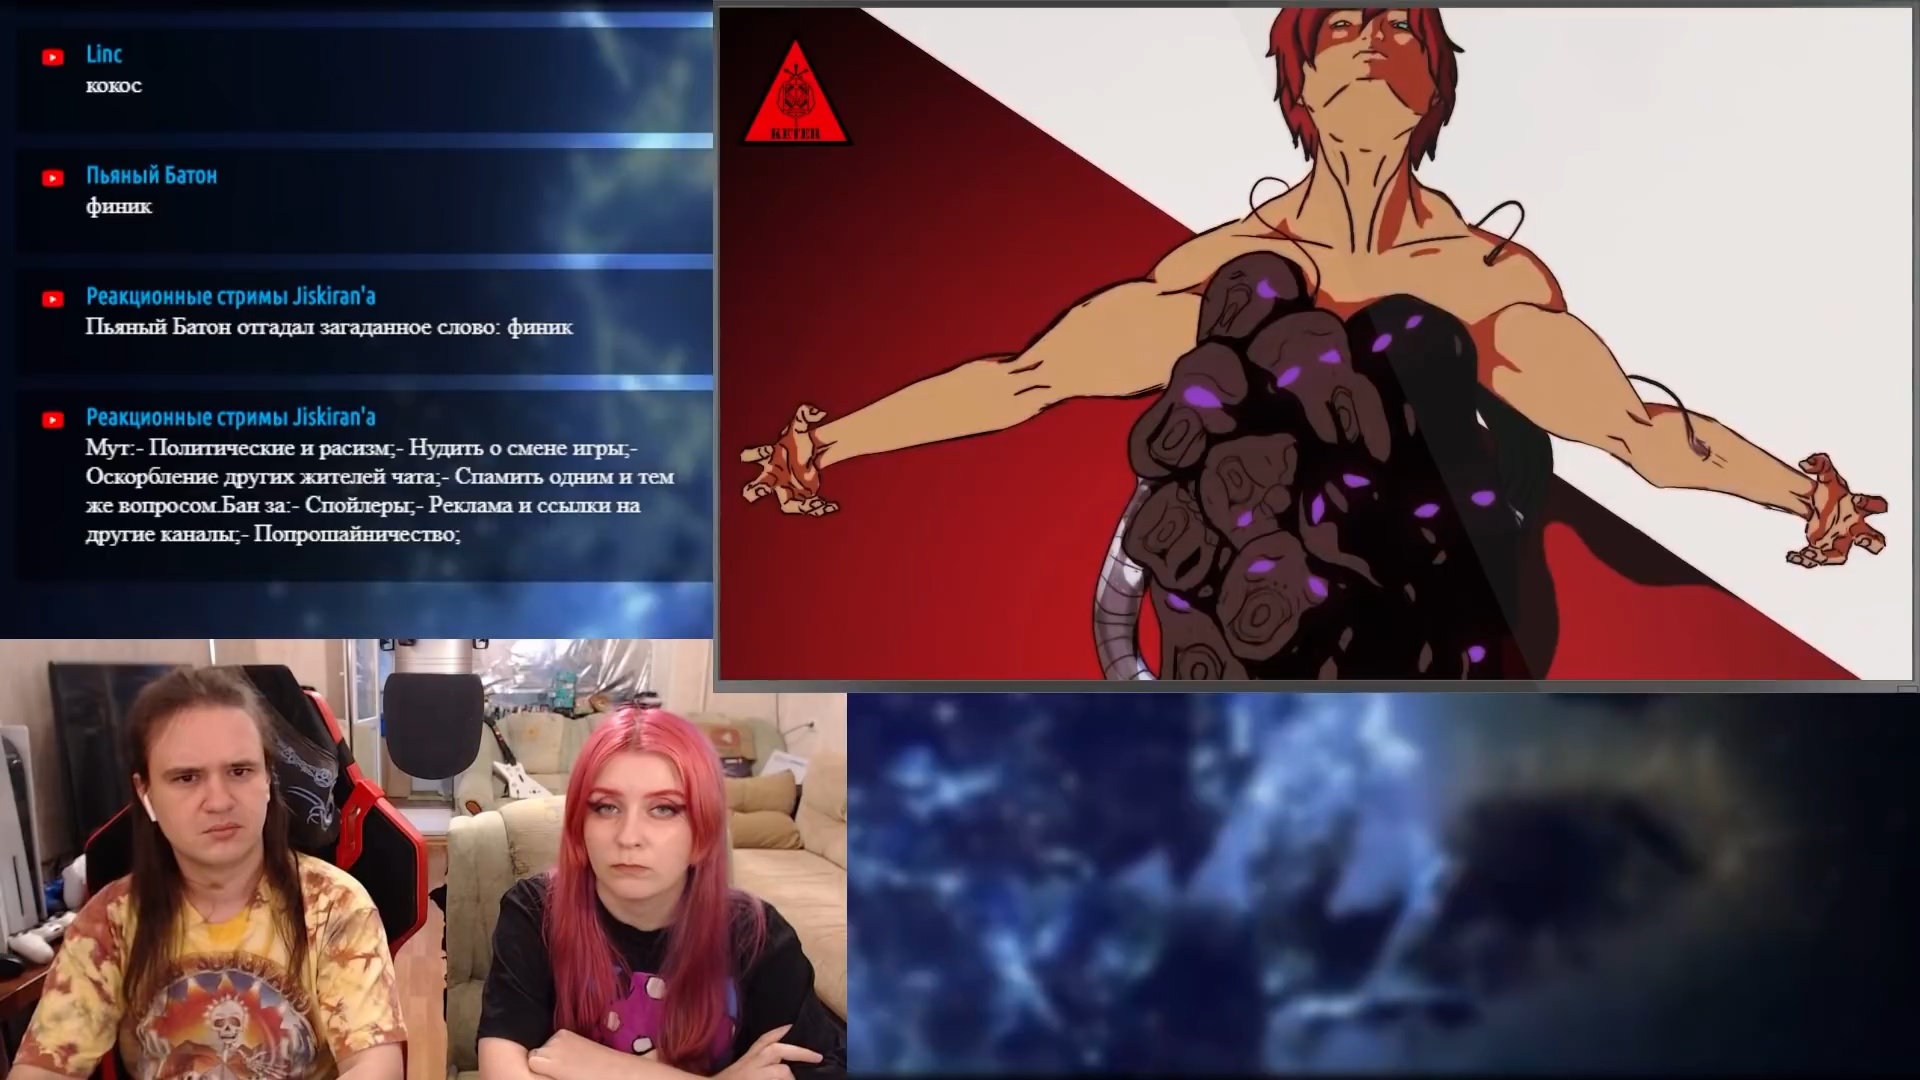 Linc
кокос
Пьяный Батон
финик
Реакционные стримы Jiskiran'a
Пьяный Батон отгадал загаданное слово: финик
Реакционные стримы Jiskiran'a
Мут:- Политические и расизм;- Нудить о смене игры;-
Оскорбление других жителей чата;- Спамить одним и тем
же вопросом.Бан за:- Спойлеры;- Реклама и ссылки на
другие каналы;- Попрошайничество;
KETER